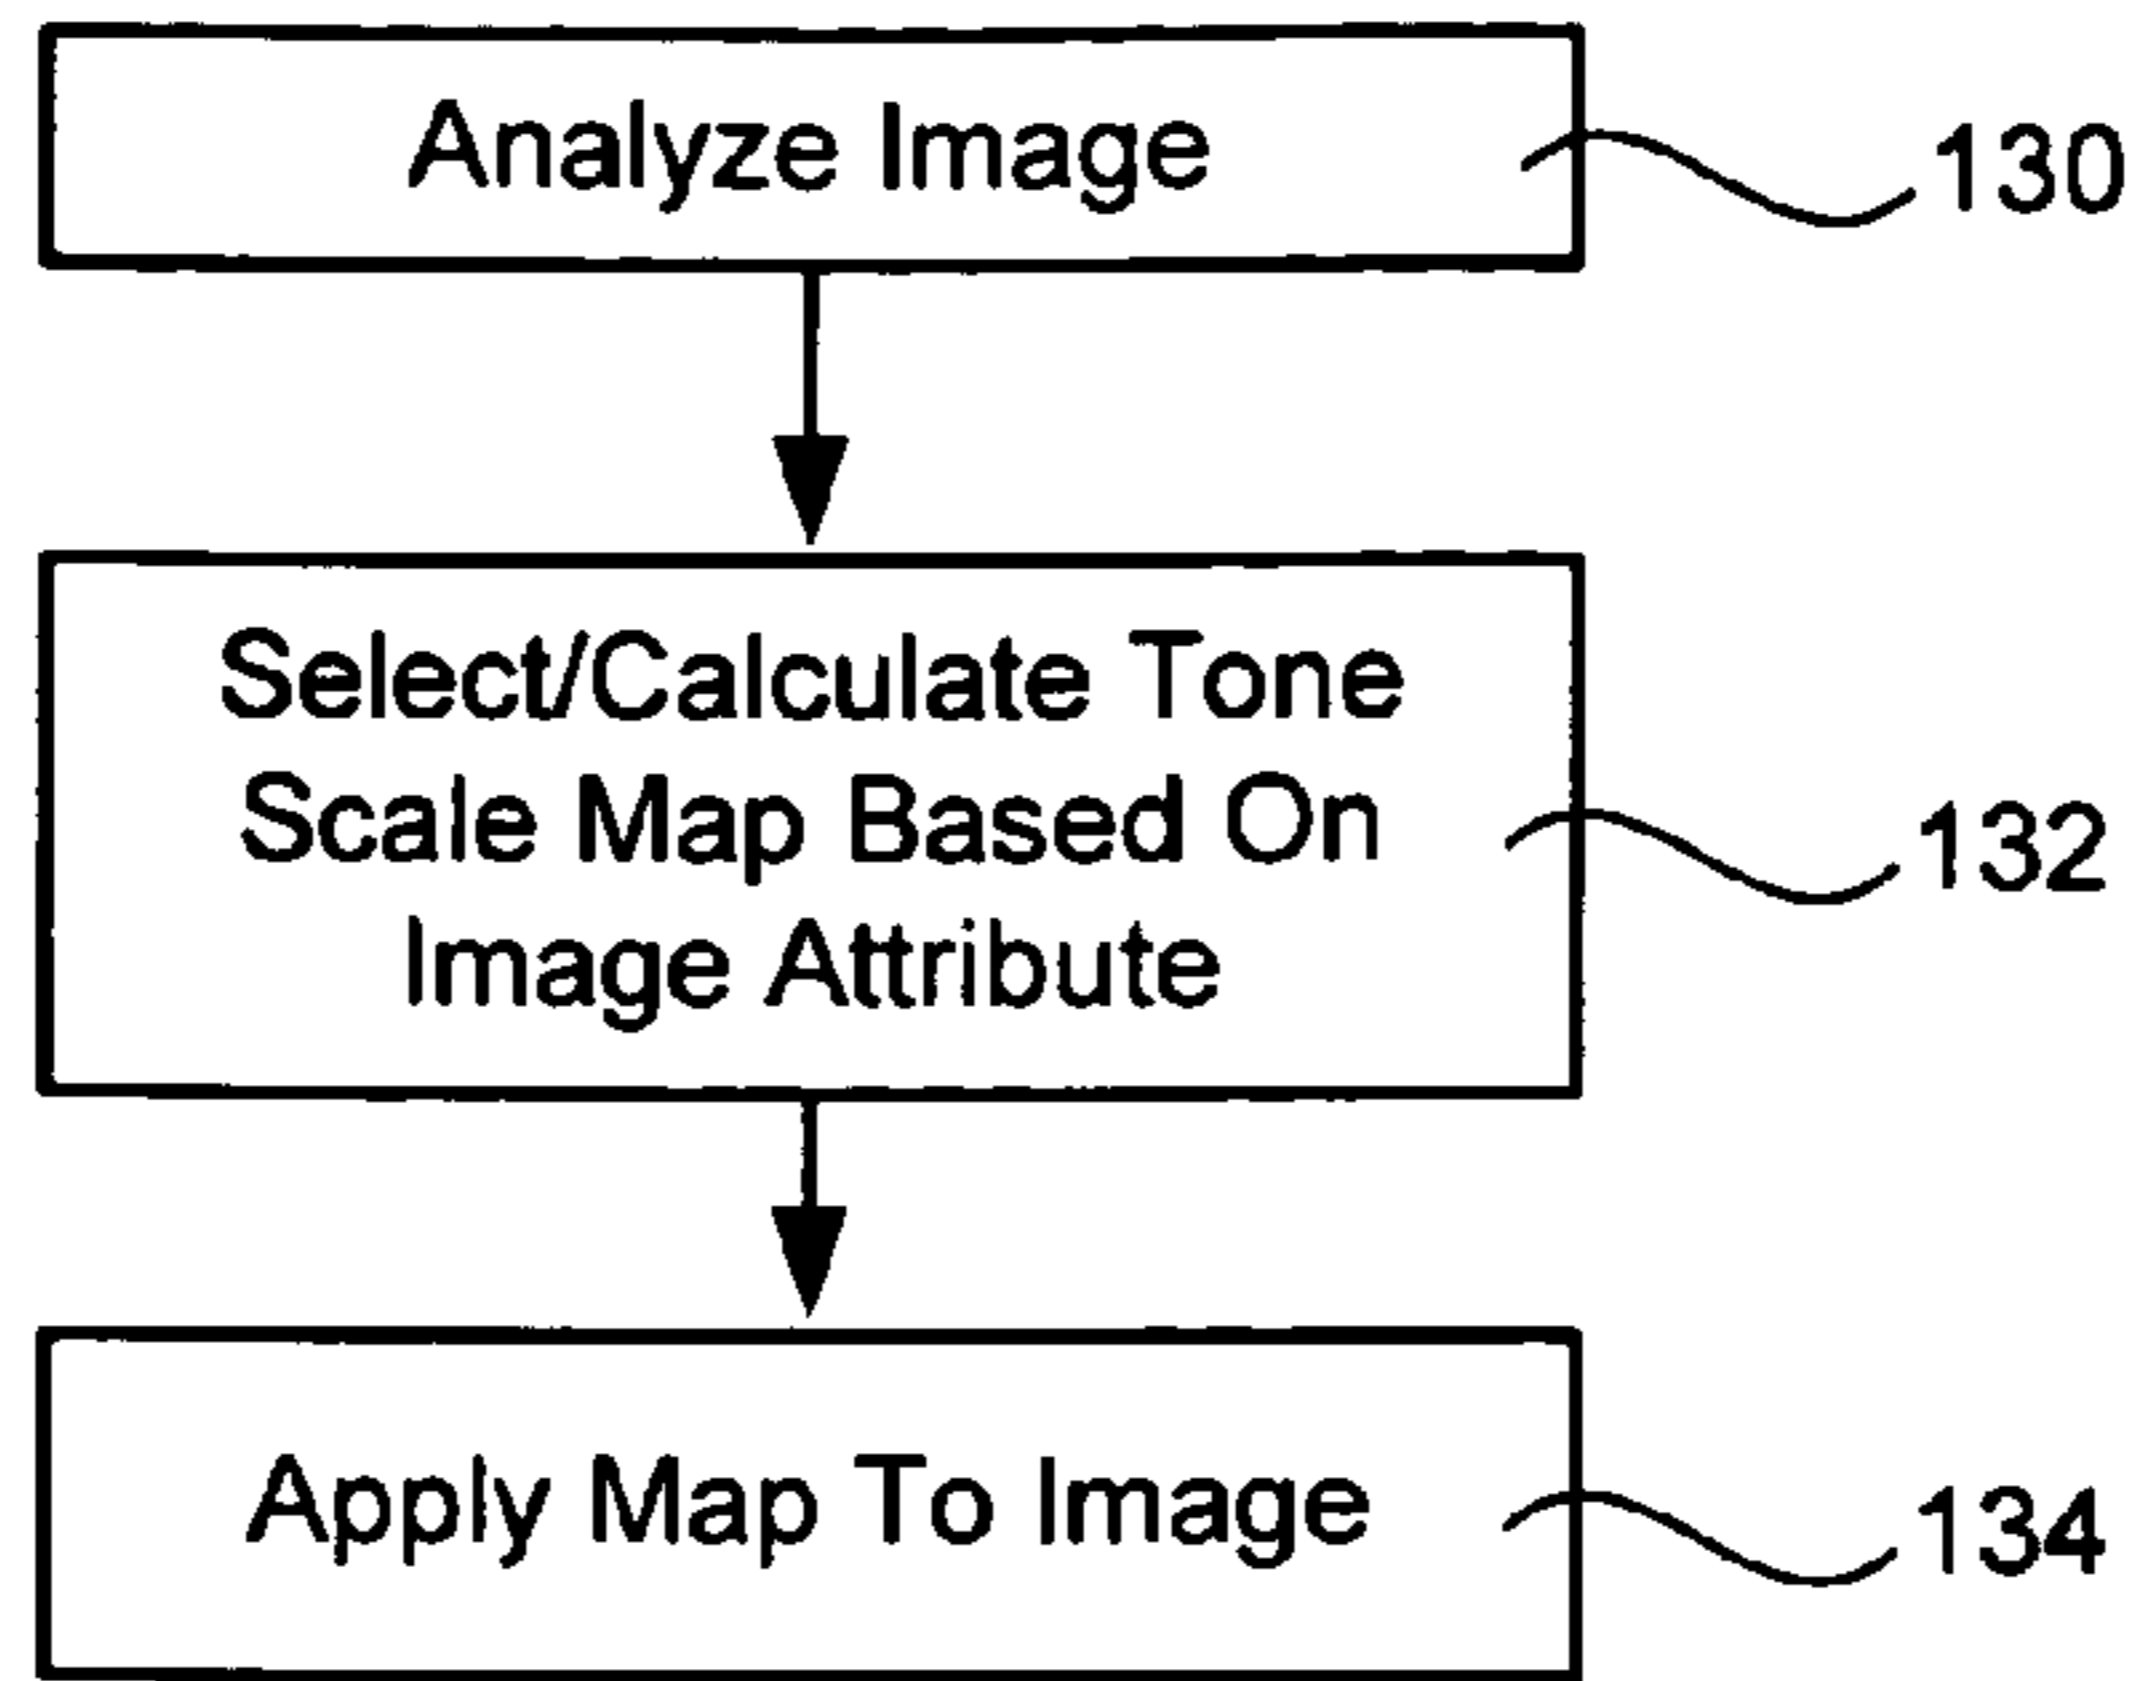 Analyze Image
130
Select/Calculate Tone
Scale Map Based On
Image Attribute
132
Apply Map To Image
134